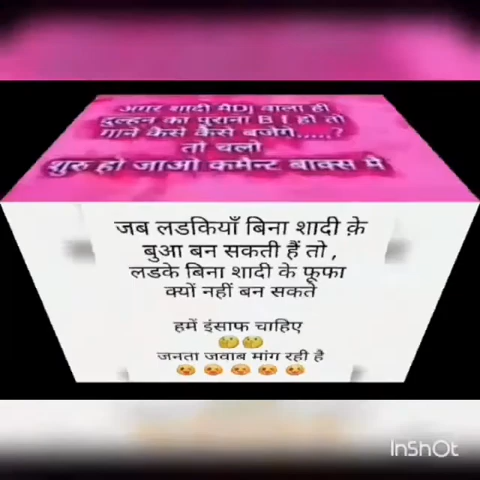 अगर शादी मैDj वाला ही
दुल्हन का पुराना B f हो तो
गाने कैसे कैसे बजेगे.....,?
तो चलो
शुरु हो जाओ कमेन्ट बाक्स मे
जब लडकियाँ बिना शादी के़
बुआ बन सकती हैं तो ,
लडके बिना शादी के फूफा
क्यों नहीं बन सकते
हमें इंसाफ चाहिए
🤔🤔
जनता जवाब मांग रही है
InShOt